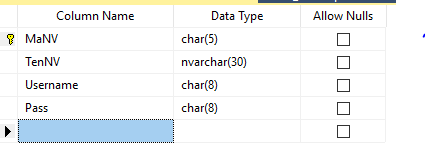 Column Name Data Type Allow Nulls
MaNV char(5)
TenNV nvarchar(30)
Username char(8)
Pass char(8)